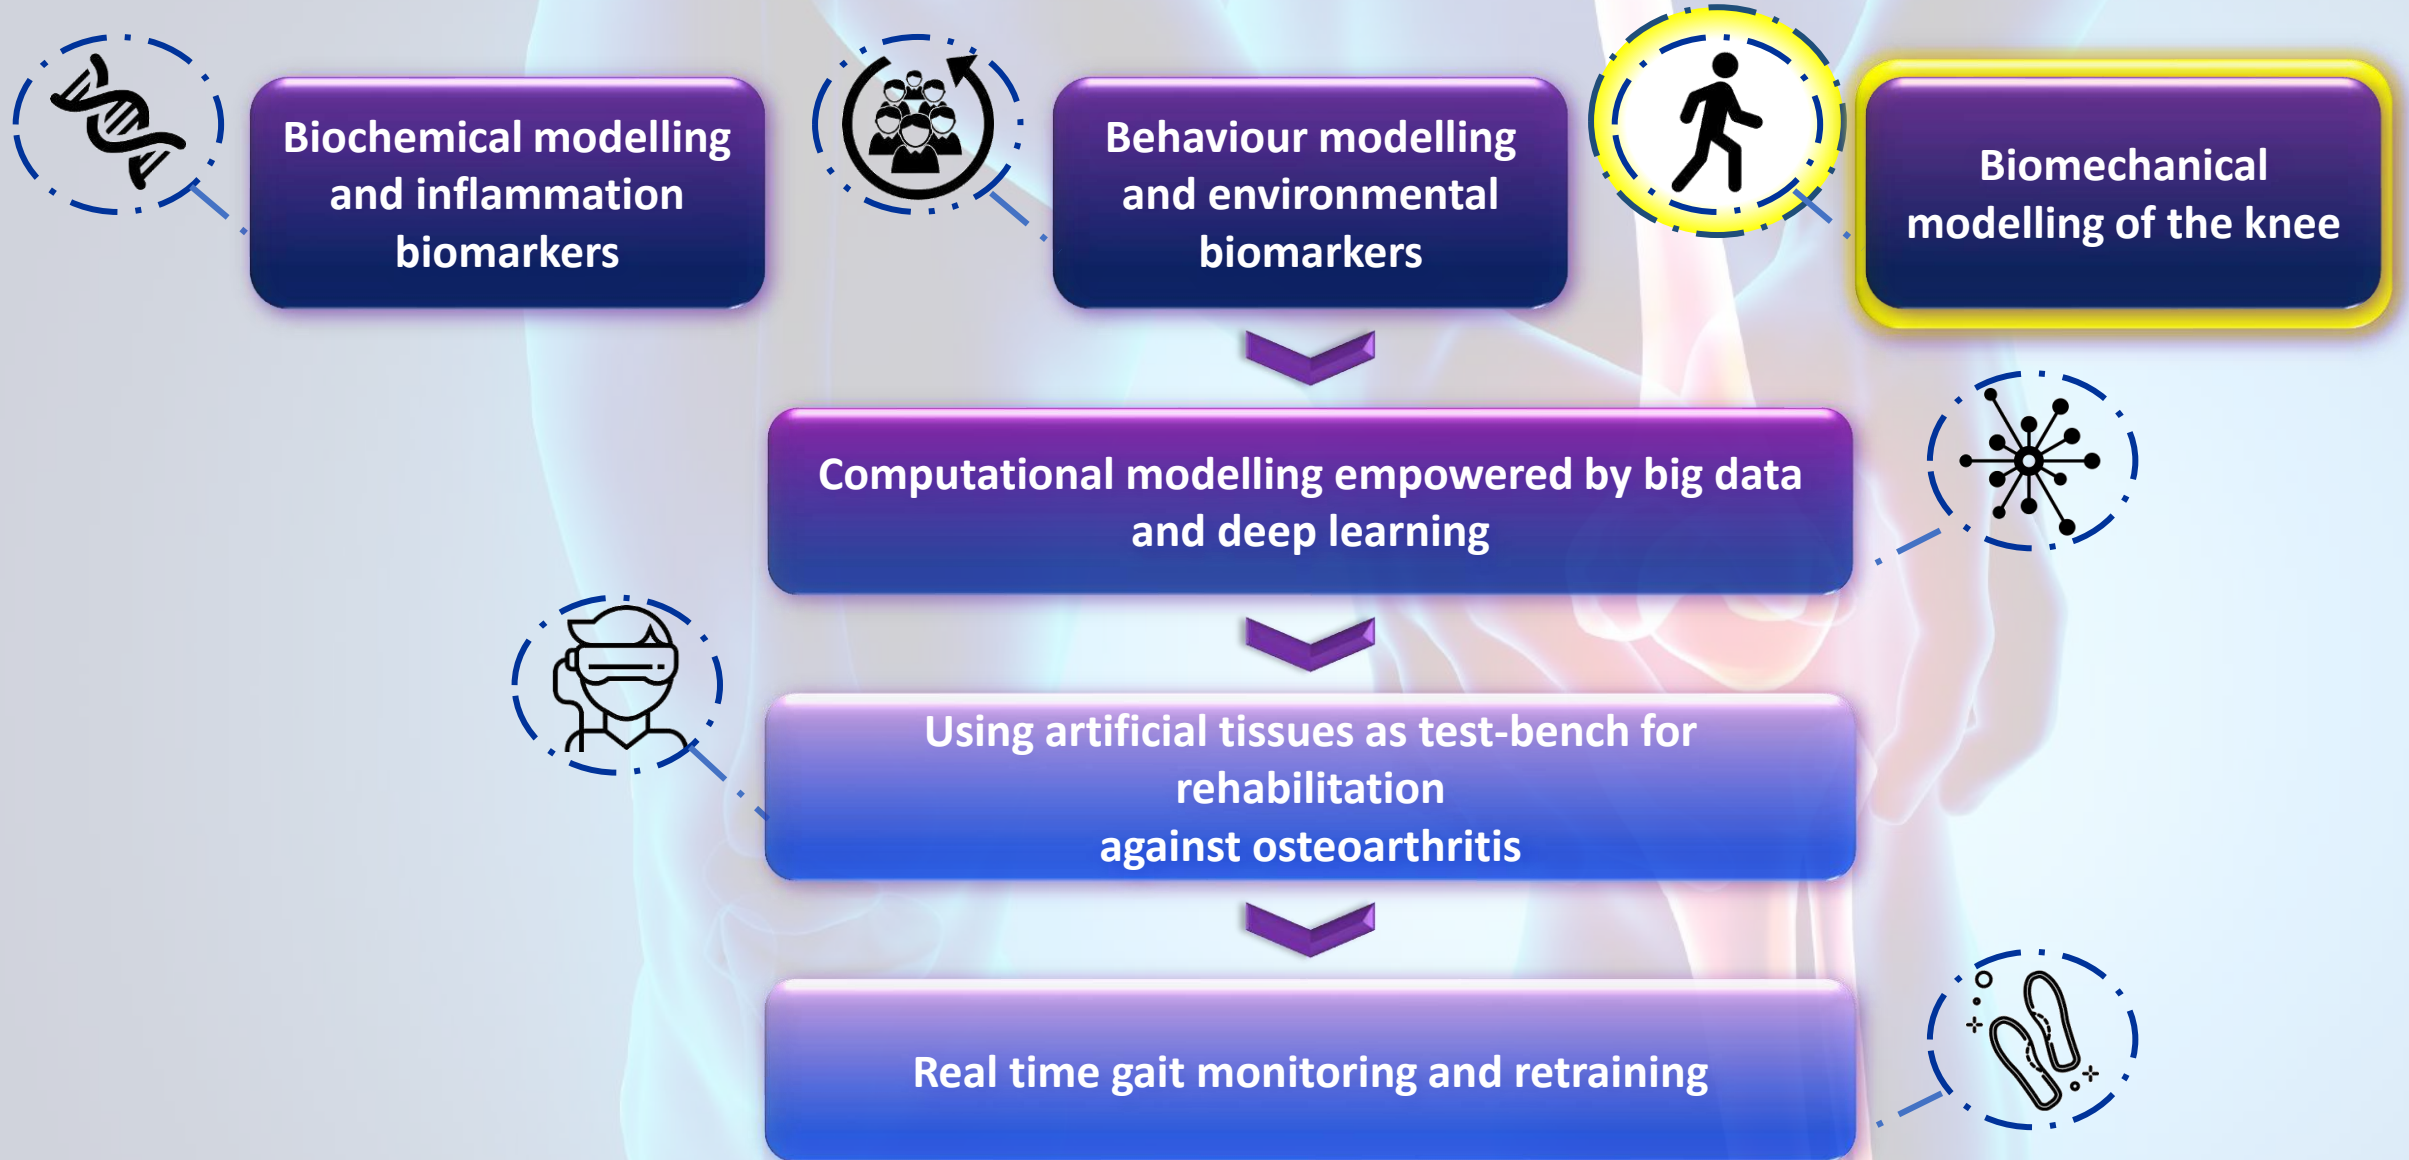 Biochemical modelling
and inflammation
biomarkers
Behaviour modelling
and environmental
biomarkers
Biomechanical
modelling of the knee
Computational modelling empowered by big data
and deep learning
Using artificial tissues as test-bench for
rehabilitation
against osteoarthritis
Real time gait monitoring and retraining